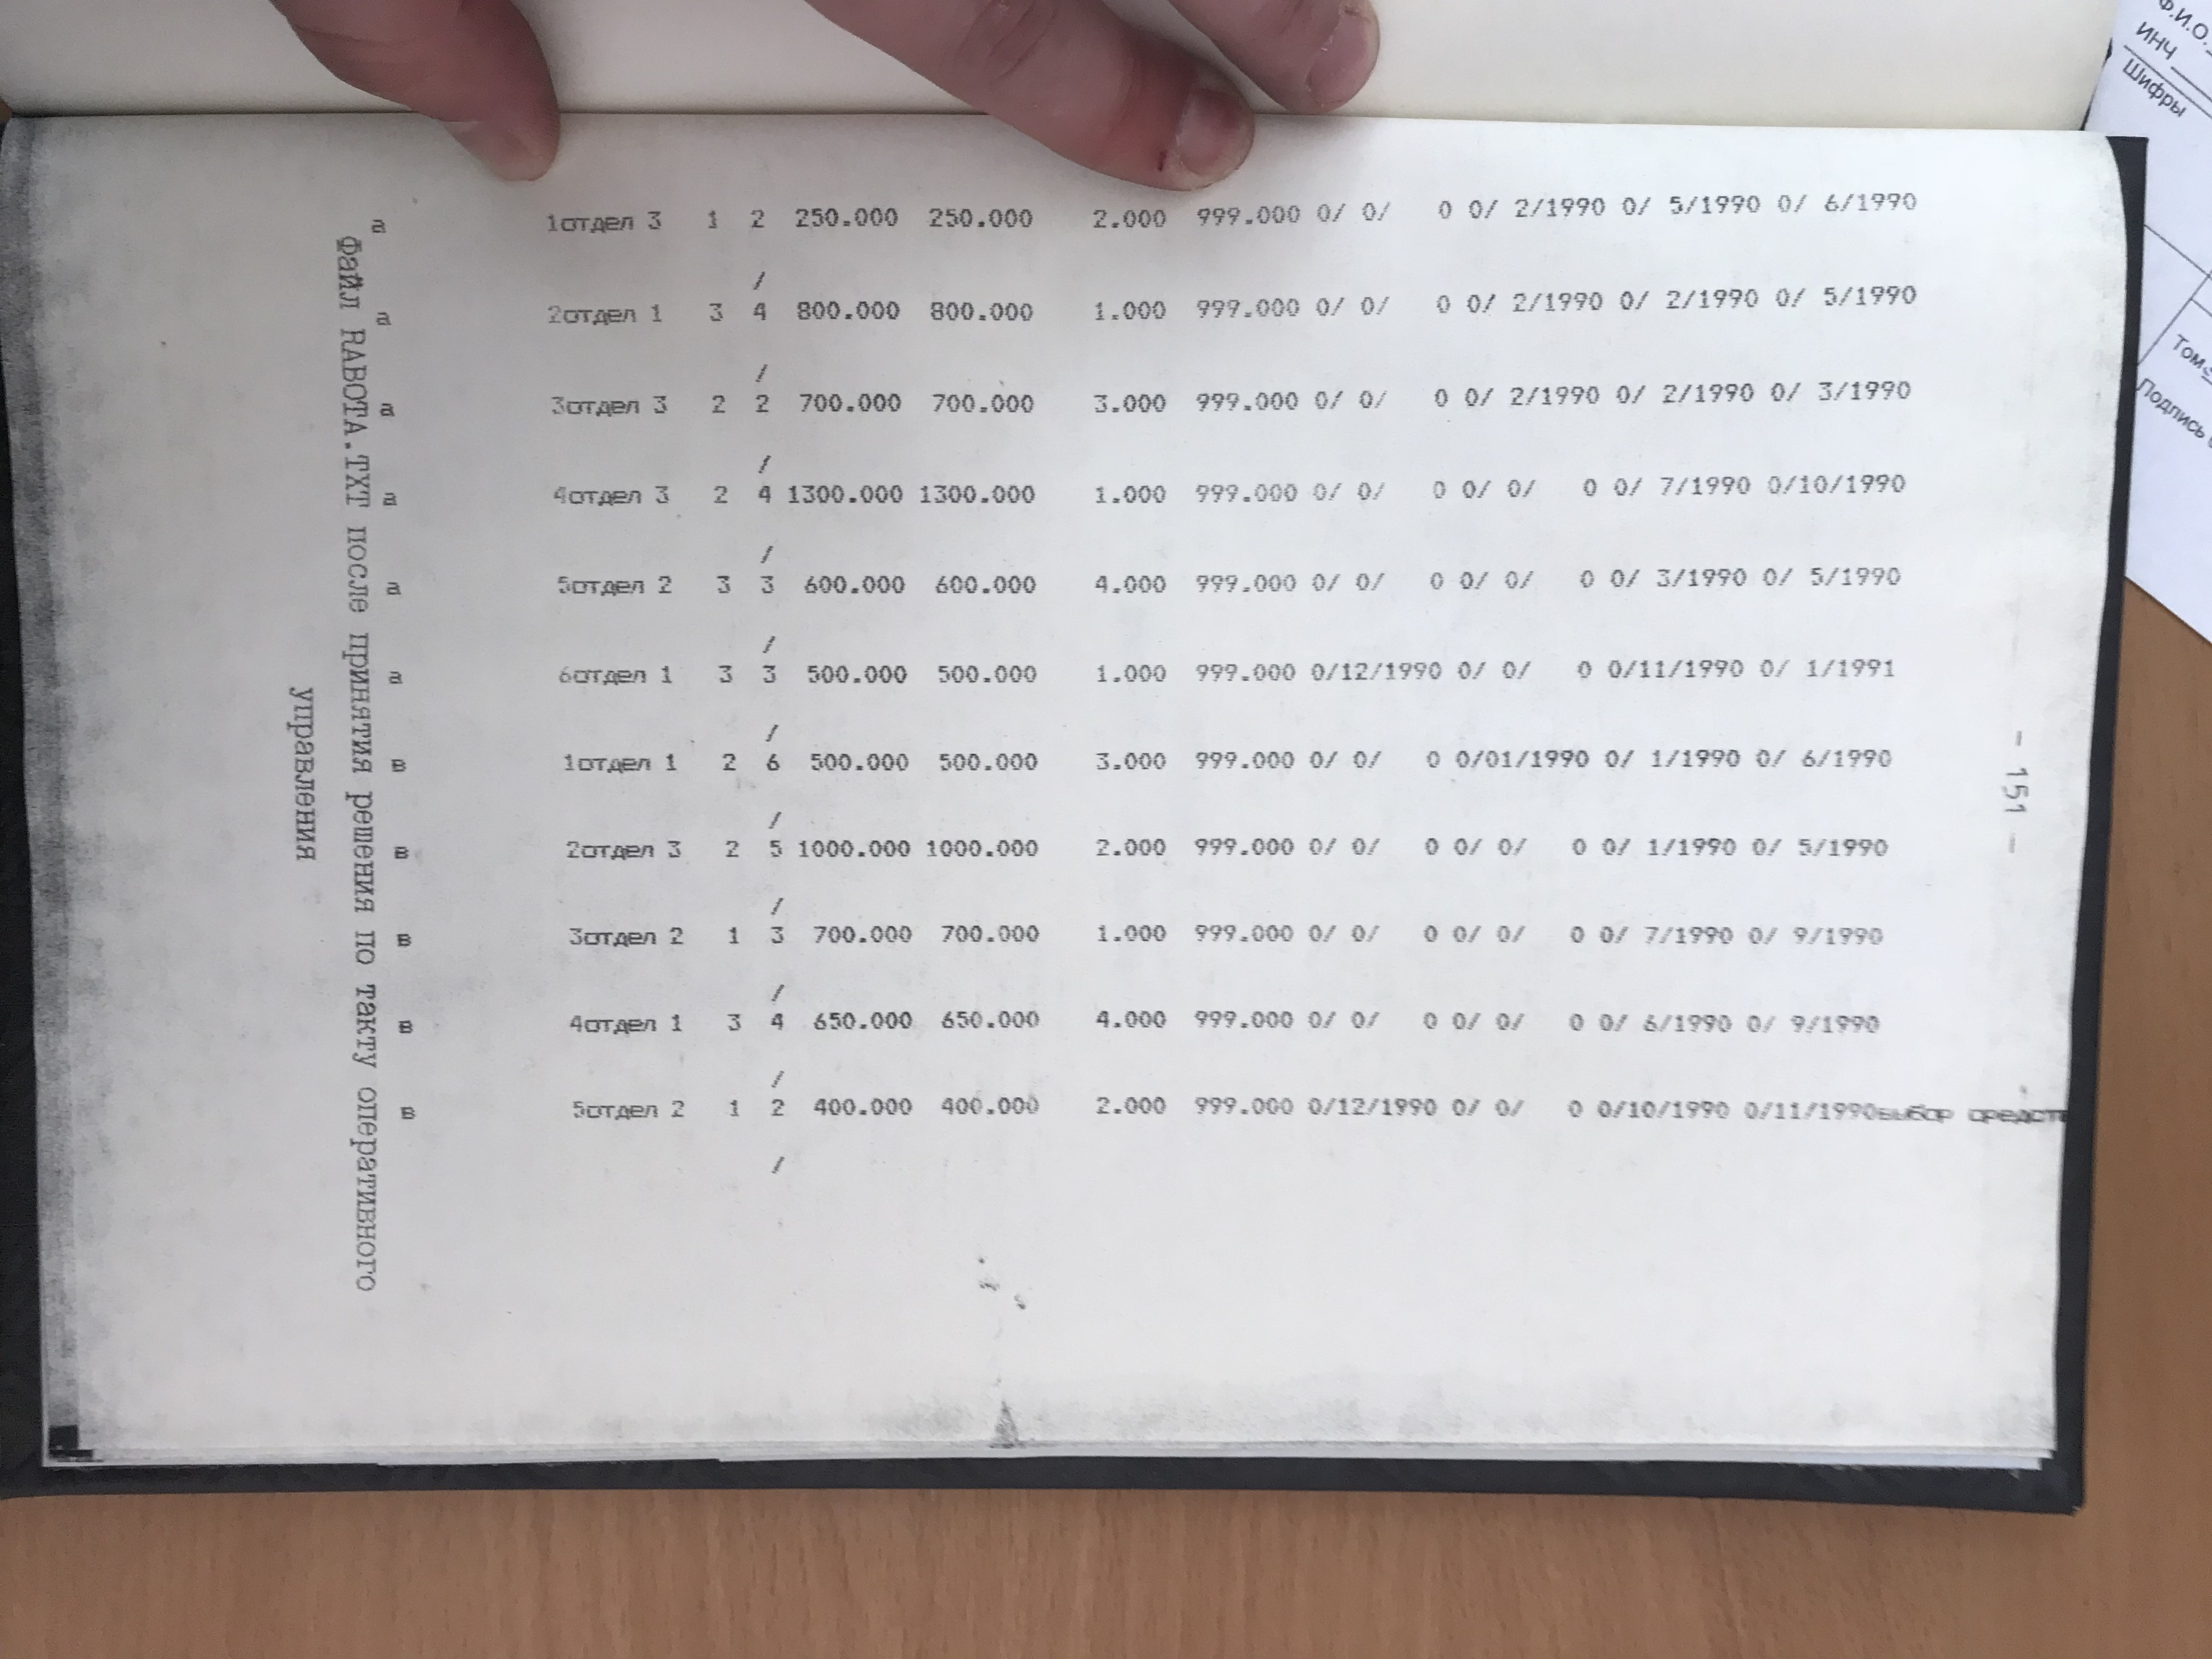 - 151 -
а 1отдел 3 1 2 250.000 250.000 2.000 999.000 0/ 0/ 0 0/ 2/1990 0/ 5/1990 0/ 6/1990
/
а 2отдел 1 3 4 800.000 800.000 1.000 999.000 0/ 0/ 0 0/ 2/1990 0/ 2/1990 0/ 5/1990
/
а 3отдел 3 2 2 700.000 700.000 3.000 999.000 0/ 0/ 0 0/ 2/1990 0/ 2/1990 0/ 3/1990
/
а 4отдел 3 2 4 1300.000 1300.000 1.000 999.000 0/ 0/ 0 0/ 0/ 0 0/ 7/1990 0/10/1990
/
а 5отдел 2 3 3 600.000 600.000 4.000 999.000 0/ 0/ 0 0/ 0/ 0 0/ 3/1990 0/ 5/1990
/
а 6отдел 1 3 3 500.000 500.000 1.000 999.000 0/12/1990 0/ 0/ 0 0/11/1990 0/ 1/1991
/
в 1отдел 1 2 6 500.000 500.000 3.000 999.000 0/ 0/ 0 0/01/1990 0/ 1/1990 0/ 6/1990
/
в 2отдел 3 2 5 1000.000 1000.000 2.000 999.000 0/ 0/ 0 0/ 0/ 0 0/ 1/1990 0/ 5/1990
/
в 3отдел 2 1 3 700.000 700.000 1.000 999.000 0/ 0/ 0 0/ 0/ 0 0/ 7/1990 0/ 9/1990
/
в 4отдел 1 3 4 650.000 650.000 4.000 999.000 0/ 0/ 0 0/ 0/ 0 0/ 6/1990 0/ 9/1990
/
в 5отдел 2 1 2 400.000 400.000 2.000 999.000 0/12/1990 0/ 0/ 0 0/10/1990 0/11/1990выбор средств
/
Файл RABOTA.TXT после принятия решения по такту оперативного
управления
Ф.И.О.
ИНЧ
Шифры
Том
Подпись